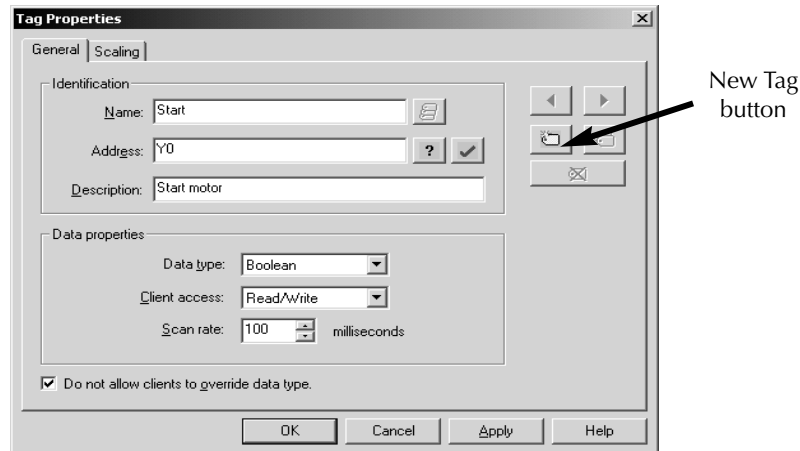 Tag Properties
General Scaling
Identification
Name: Start
Address: Y0 ?
Description: Start motor
Data properties
Data type: Boolean
Client access: Read/Write
Scan rate: 100 milliseconds
Do not allow clients to override data type.
OK Cancel Apply Help
New Tag
button